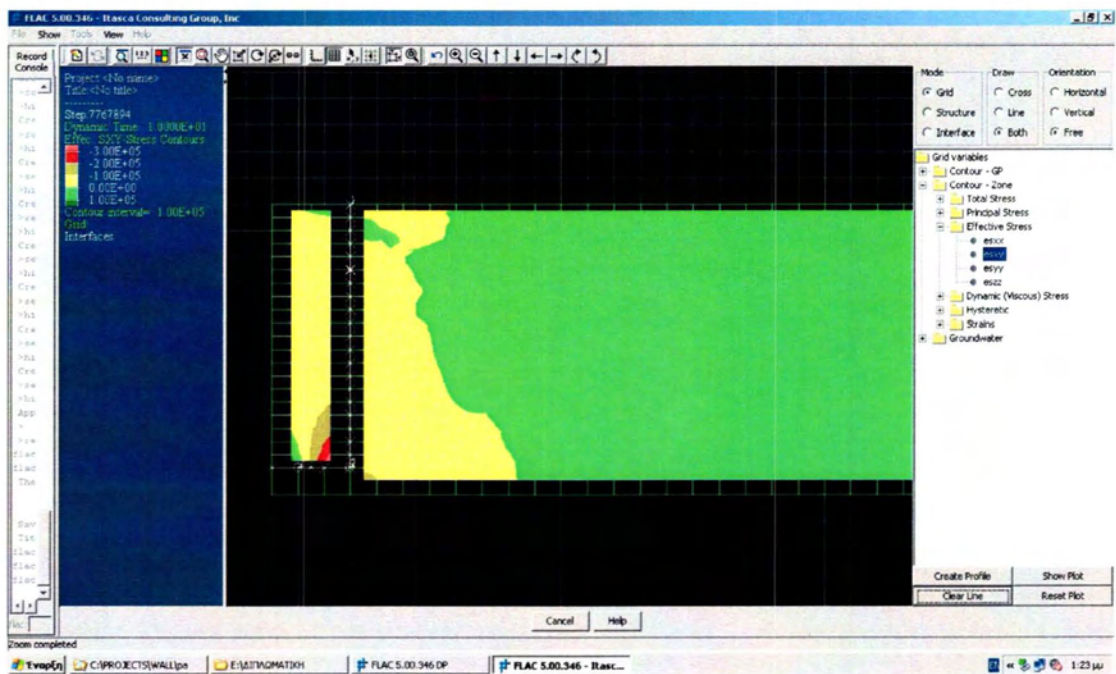 FLAC 5.00.346 - Itasca Consulting Group, Inc
File Show Tools View Help
Record
Console
Project <No name>
Title <No title>
Step 7767894
Dynamic Time 1.0000E+01
Effec. SXY-Stress Contours
-3.00E+05
-2.00E+05
-1.00E+05
0.00E+00
1.00E+05
Contour interval= 1.00E+05
Grid
Interfaces
Mode
Grid
Structure
Interface
Draw
Cross
Line
Both
Orientation
Horizontal
Vertical
Free
Grid variables
Contour - GP
Contour - Zone
Total Stress
Principal Stress
Effective Stress
esxx
esxy
esyy
eszz
Dynamic (Viscous) Stress
Hysteretic
Strains
Groundwater
Create Profile
Show Plot
Clear Line
Reset Plot
Cancel
Help
Zoom completed
Έναρξη
C:\PROJECTS\WALL\pa
E:\ΔΙΠΛΩΜΑΤΙΚΗ
FLAC 5.00.346 DP
FLAC 5.00.346 - Itasc...
1:23 μμ